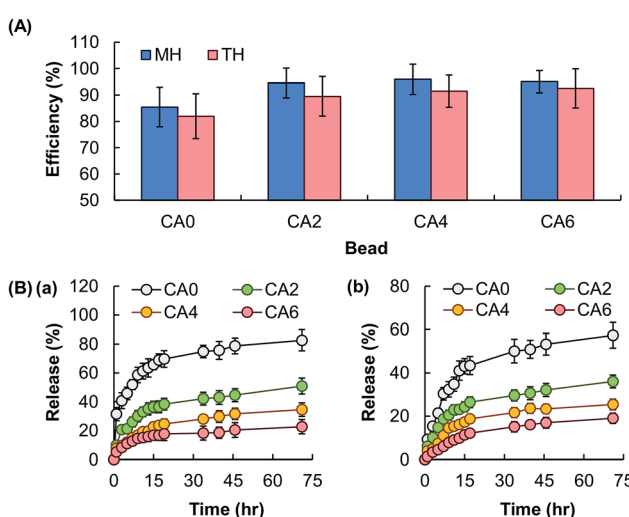 (A)
110
100
90
80
70
60
50
Efficiency (%)
MH TH
CA0 CA2 CA4 CA6
Bead
(B) (a)
120
100
80
60
40
20
0
Release (%)
CA0 CA2
CA4 CA6
0 15 30 45 60 75
Time (hr)
(b)
80
60
40
20
0
Release (%)
CA0 CA2
CA4 CA6
0 15 30 45 60 75
Time (hr)